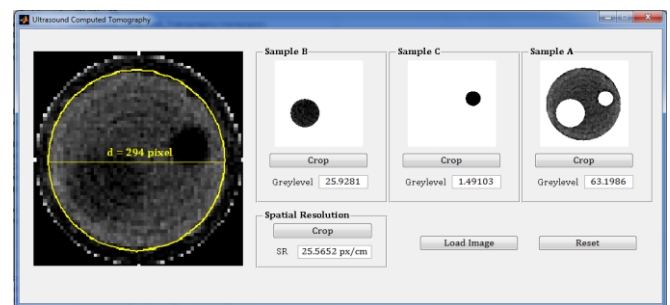 Ultrasound Computed Tomography
d = 294 pixel
Sample B
Crop
Greylevel 25.9281
Sample C
Crop
Greylevel 1.49103
Sample A
Crop
Greylevel 63.1986
Spatial Resolution
Crop
SR 25.5652 px/cm
Load Image
Reset